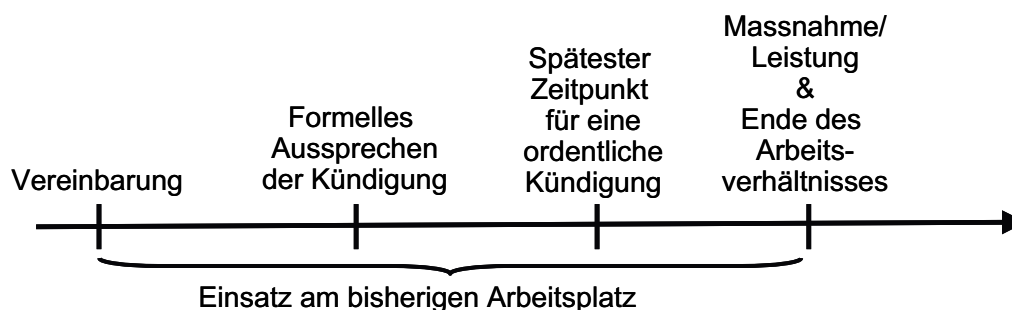 Vereinbarung
Formelles
Aussprechen
der Kündigung
Spätester
Zeitpunkt
für eine
ordentliche
Kündigung
Massnahme/
Leistung
&
Ende des
Arbeits-
verhältnisses
Einsatz am bisherigen Arbeitsplatz